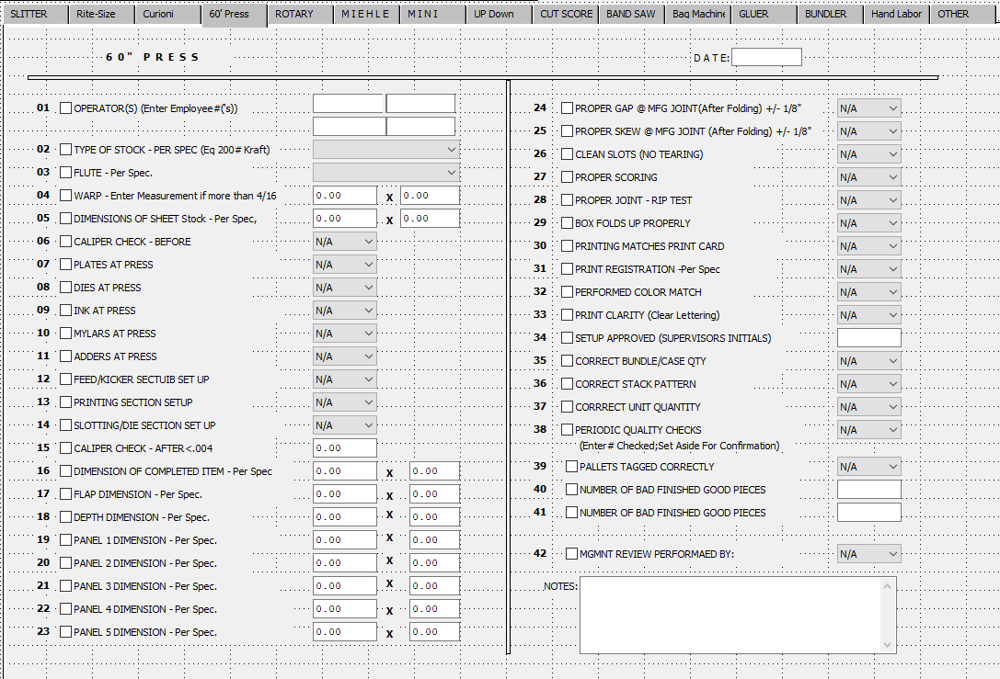 SLITTER Rite-Size Curioni 60' Press ROTARY M I E H L E M I N I UP Down CUT SCORE BAND SAW Bag Machine GLUER BUNDLER Hand Labor OTHER
6 0 " P R E S S
D A T E:
01 OPERATOR(S) (Enter Employee#('s))
02 TYPE OF STOCK - PER SPEC (Eq 200# Kraft)
03 FLUTE - Per Spec.
04 WARP - Enter Measurement if more than 4/16 0.00 X 0.00
05 DIMENSIONS OF SHEET Stock - Per Spec, 0.00 X 0.00
06 CALIPER CHECK - BEFORE N/A
07 PLATES AT PRESS N/A
08 DIES AT PRESS N/A
09 INK AT PRESS N/A
10 MYLARS AT PRESS N/A
11 ADDERS AT PRESS N/A
12 FEED/KICKER SECTUIB SET UP N/A
13 PRINTING SECTION SETUP N/A
14 SLOTTING/DIE SECTION SET UP N/A
15 CALIPER CHECK - AFTER<.004 0.00
16 DIMENSION OF COMPLETED ITEM - Per Spec 0.00 X 0.00
17 FLAP DIMENSION - Per Spec. 0.00 X 0.00
18 DEPTH DIMENSION - Per Spec. 0.00 X 0.00
19 PANEL 1 DIMENSION - Per Spec. 0.00 X 0.00
20 PANEL 2 DIMENSION - Per Spec. 0.00 X 0.00
21 PANEL 3 DIMENSION - Per Spec. 0.00 X 0.00
22 PANEL 4 DIMENSION - Per Spec. 0.00 X 0.00
23 PANEL 5 DIMENSION - Per Spec. 0.00 X 0.00
24 PROPER GAP @ MFG JOINT(After Folding) +/- 1/8" N/A
25 PROPER SKEW @ MFG JOINT (After Folding) +/- 1/8" N/A
26 CLEAN SLOTS (NO TEARING) N/A
27 PROPER SCORING N/A
28 PROPER JOINT - RIP TEST N/A
29 BOX FOLDS UP PROPERLY N/A
30 PRINTING MATCHES PRINT CARD N/A
31 PRINT REGISTRATION -Per Spec N/A
32 PERFORMED COLOR MATCH N/A
33 PRINT CLARITY (Clear Lettering) N/A
34 SETUP APPROVED (SUPERVISORS INITIALS)
35 CORRECT BUNDLE/CASE QTY N/A
36 CORRECT STACK PATTERN N/A
37 CORRRECT UNIT QUANTITY N/A
38 PERIODIC QUALITY CHECKS N/A
(Enter# Checked;Set Aside For Confirmation)
39 PALLETS TAGGED CORRECTLY N/A
40 NUMBER OF BAD FINISHED GOOD PIECES
41 NUMBER OF BAD FINISHED GOOD PIECES
42 MGMNT REVIEW PERFORMAED BY: N/A
NOTES: